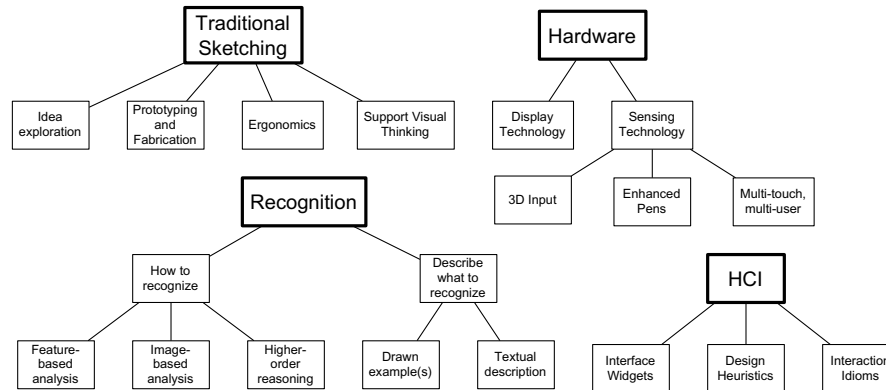 Traditional
Sketching
Idea
exploration
Prototyping
and
Fabrication
Ergonomics
Support Visual
Thinking
Hardware
Display
Technology
Sensing
Technology
3D Input
Enhanced
Pens
Multi-touch,
multi-user
Recognition
How to
recognize
Describe
what to
recognize
Feature-
based
analysis
Image-
based
analysis
Higher-
order
reasoning
Drawn
example(s)
Textual
description
HCI
Interface
Widgets
Design
Heuristics
Interaction
Idioms